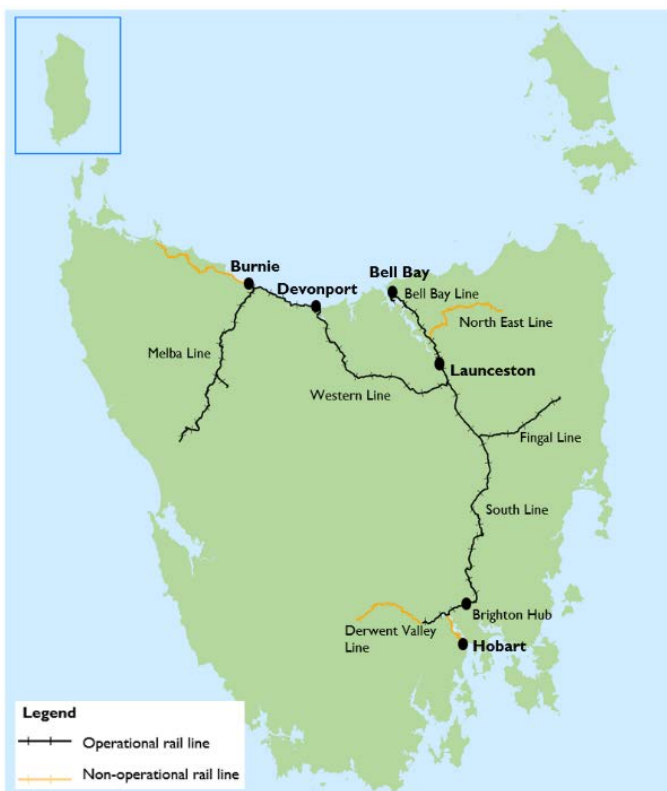 Burnie
Devonport
Bell Bay
Bell Bay Line
North East Line
Melba Line
Launceston
Western Line
Fingal Line
South Line
Brighton Hub
Derwent Valley
Line
Hobart
Legend
Operational rail line
Non-operational rail line